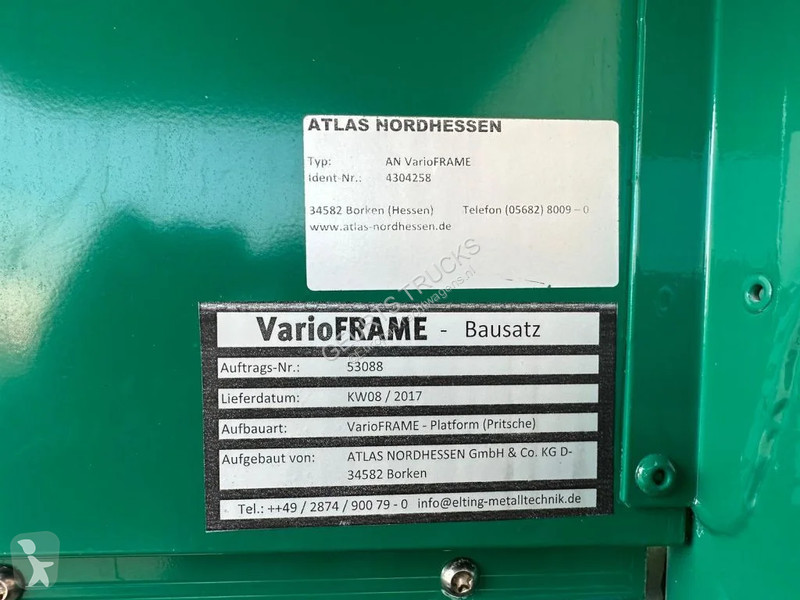 ATLAS NORDHESSEN
Typ: AN VarioFRAME
Ident-Nr.: 4304258
34582 Borken (Hessen) Telefon (05682) 8009 – 0
www.atlas-nordhessen.de
TRUCKS
VarioFRAME - Bausatz
Auftrags-Nr.: 53088
Lieferdatum: KW08 / 2017
Aufbauart: VarioFRAME - Platform (Pritsche)
Aufgebaut von: ATLAS NORDHESSEN GmbH & Co. KG D-
34582 Borken
Tel.: ++49 / 2874 / 900 79 - 0 info@elting-metalltechnik.de